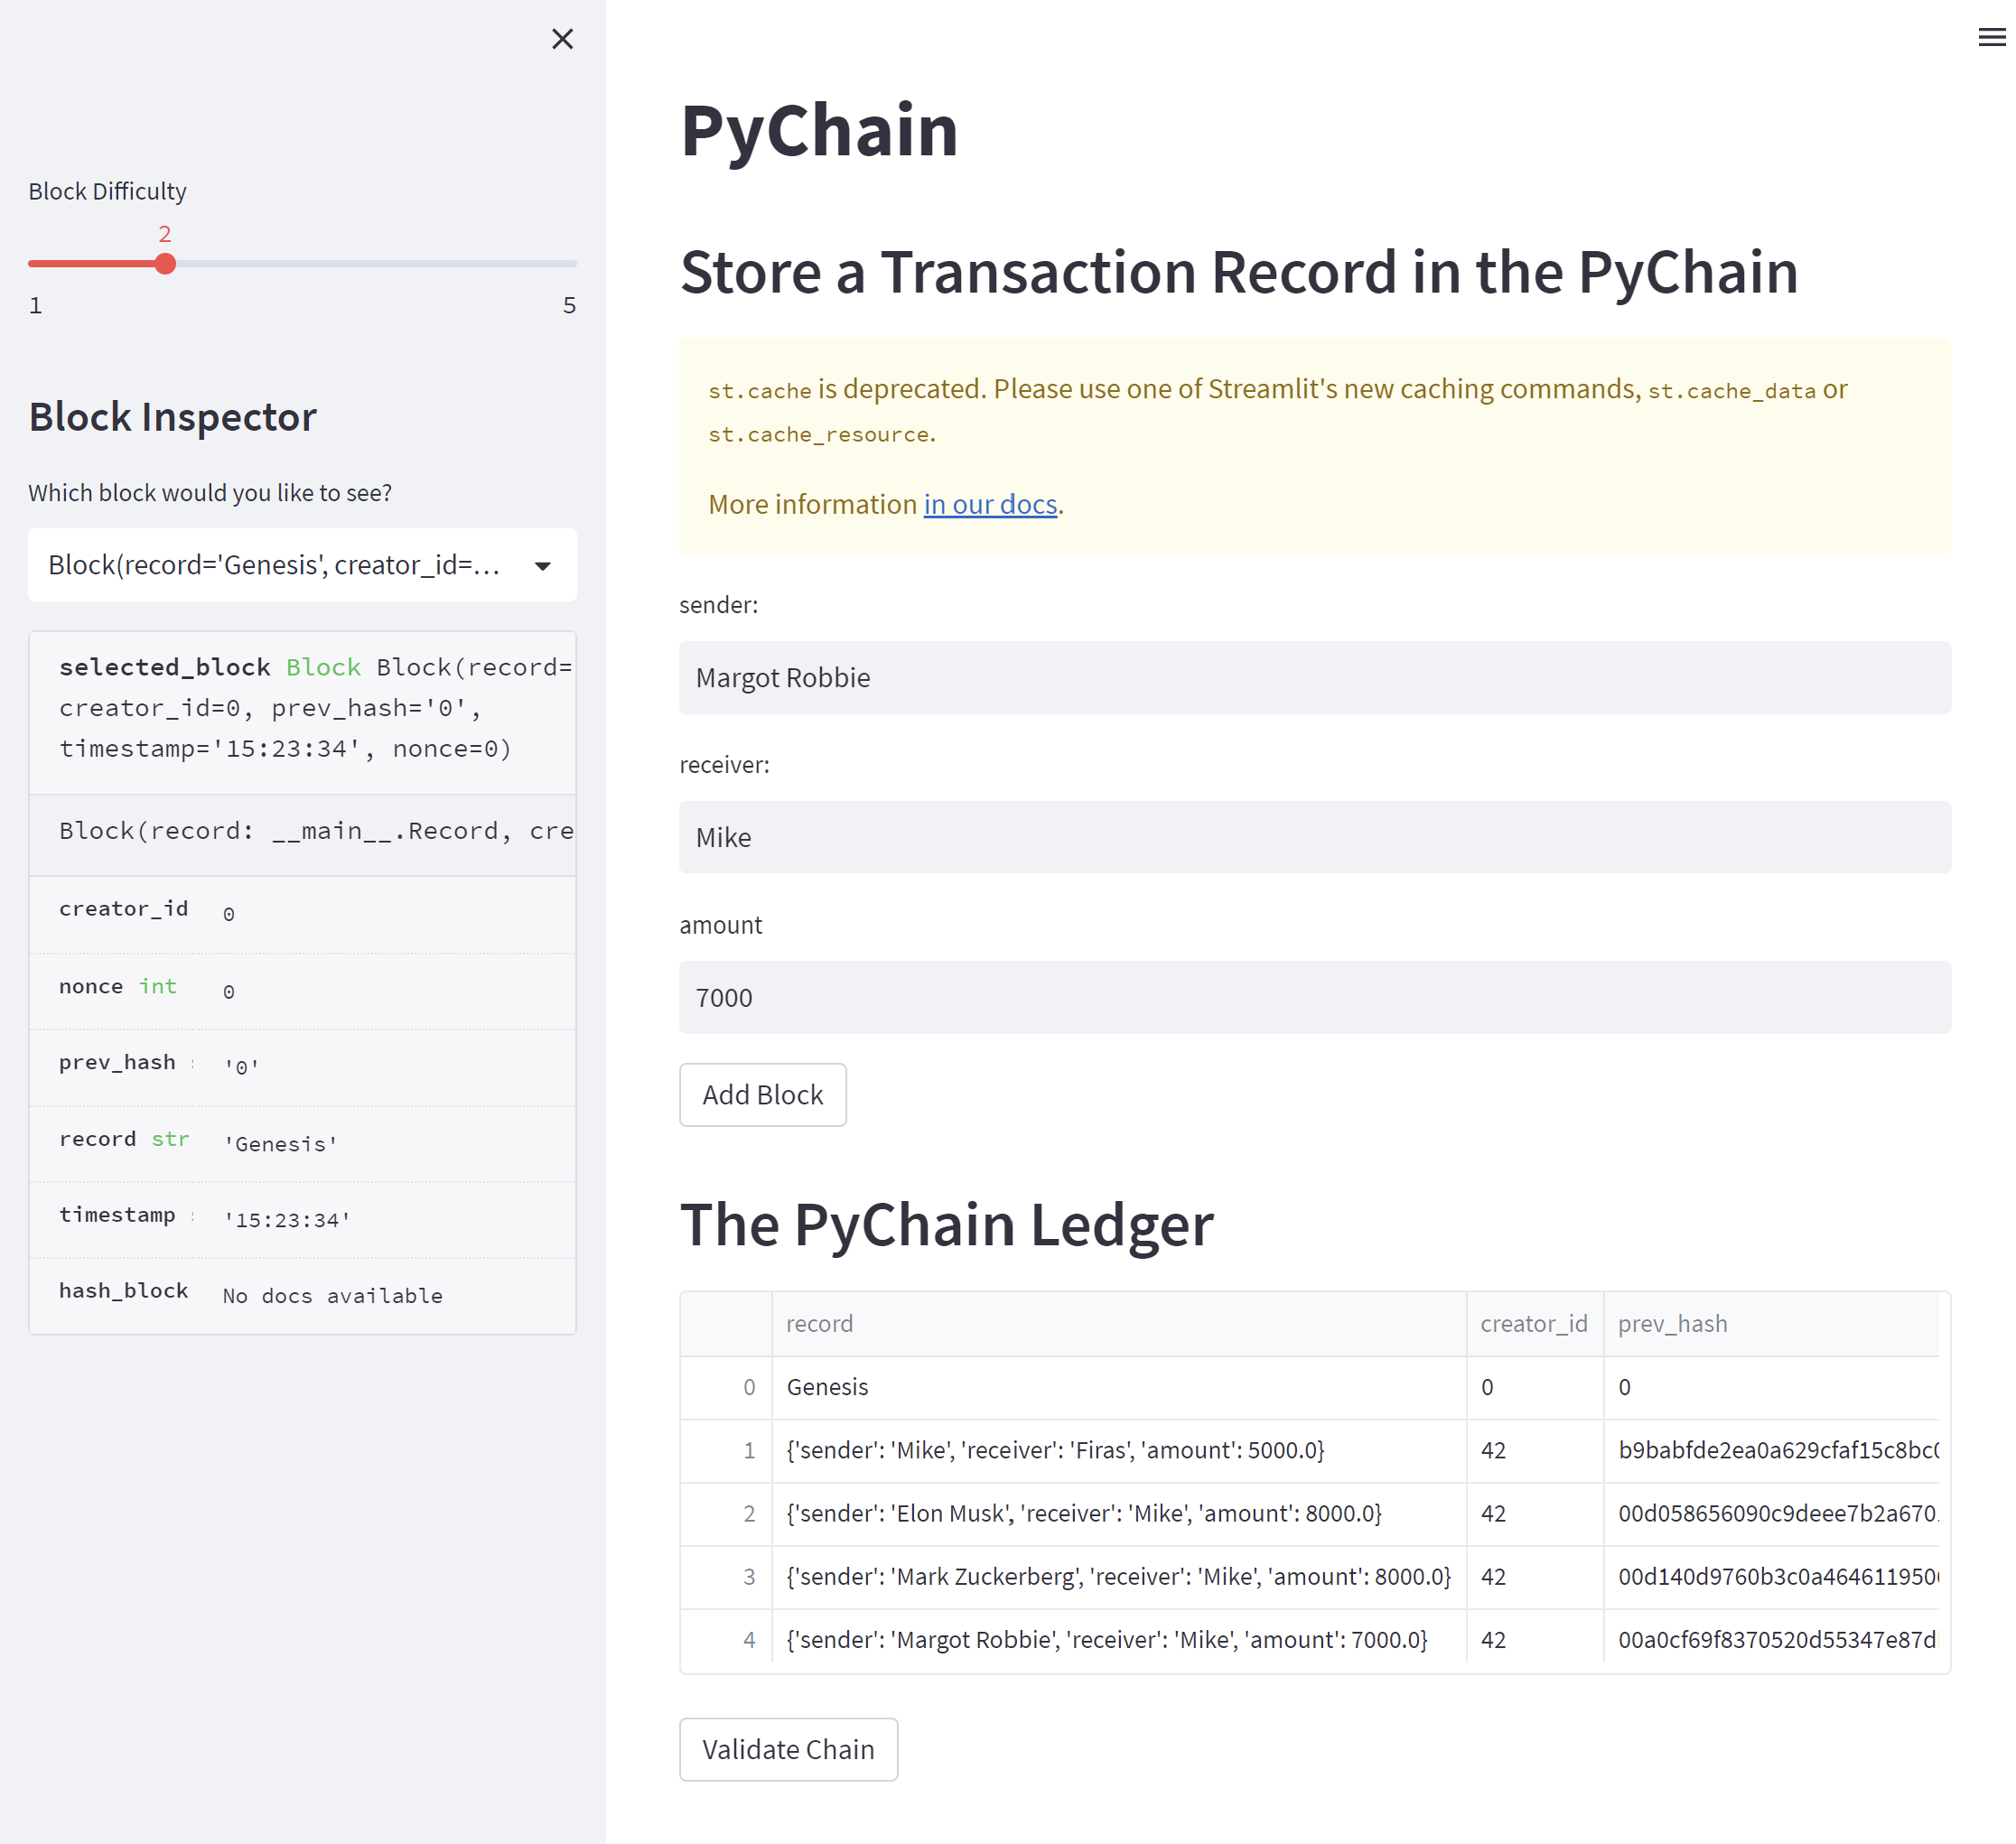 Block Difficulty
2
1
5
Block Inspector
Which block would you like to see?
Block(record='Genesis', creator_id=...
selected_block Block Block(record=
creator_id=0, prev_hash='0',
timestamp='15:23:34', nonce=0)
Block(record: __main__.Record, cre
creator_id 0
nonce int 0
prev_hash '0'
record str 'Genesis'
timestamp '15:23:34'
hash_block No docs available
PyChain
Store a Transaction Record in the PyChain
st.cache is deprecated. Please use one of Streamlit's new caching commands, st.cache_data or
st.cache_resource.
More information in our docs.
sender:
Margot Robbie
receiver:
Mike
amount
7000
Add Block
The PyChain Ledger
record creator_id prev_hash
0 Genesis 0 0
1 {'sender': 'Mike', 'receiver': 'Firas', 'amount': 5000.0} 42 b9babfde2ea0a629cfaf15c8bc
2 {'sender': 'Elon Musk', 'receiver': 'Mike', 'amount': 8000.0} 42 00d058656090c9deee7b2a670
3 {'sender': 'Mark Zuckerberg', 'receiver': 'Mike', 'amount': 8000.0} 42 00d140d9760b3c0a464611950
4 {'sender': 'Margot Robbie', 'receiver': 'Mike', 'amount': 7000.0} 42 00a0cf69f8370520d55347e87d
Validate Chain